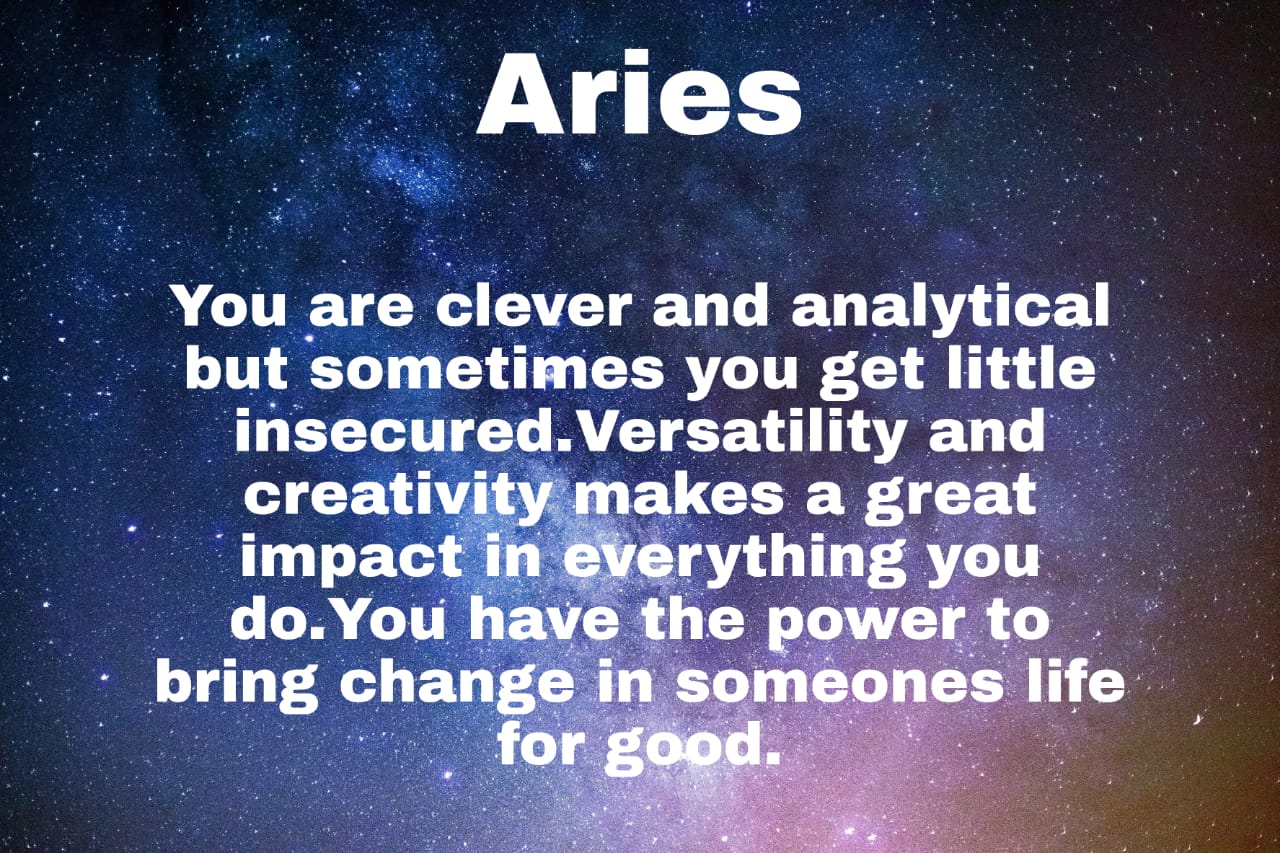 Aries
You are clever and analytical
but sometimes you get little
insecured.Versatility and
creativity makes a great
impact in everything you
do.You have the power to
bring change in someones life
for good.